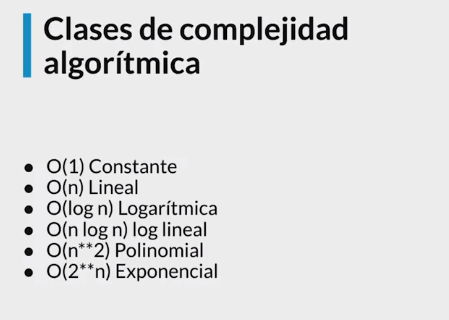 Clases de complejidad
algorítmica
● O(1) Constante
● O(n) Lineal
● O(log n) Logarítmica
● O(n log n) log lineal
● O(n**2) Polinomial
● O(2**n) Exponencial